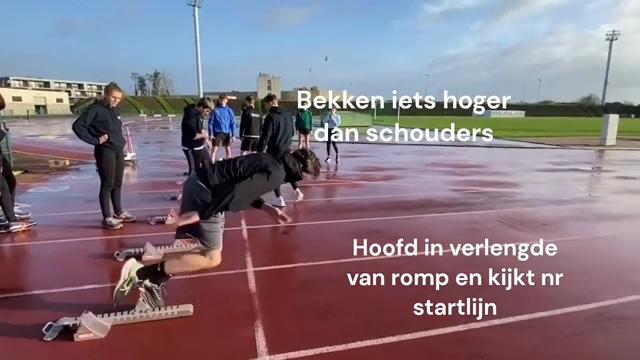 Bekken iets hoger
dan schouders
Hoofd in verlengde
van romp en kijkt nr
startlijn